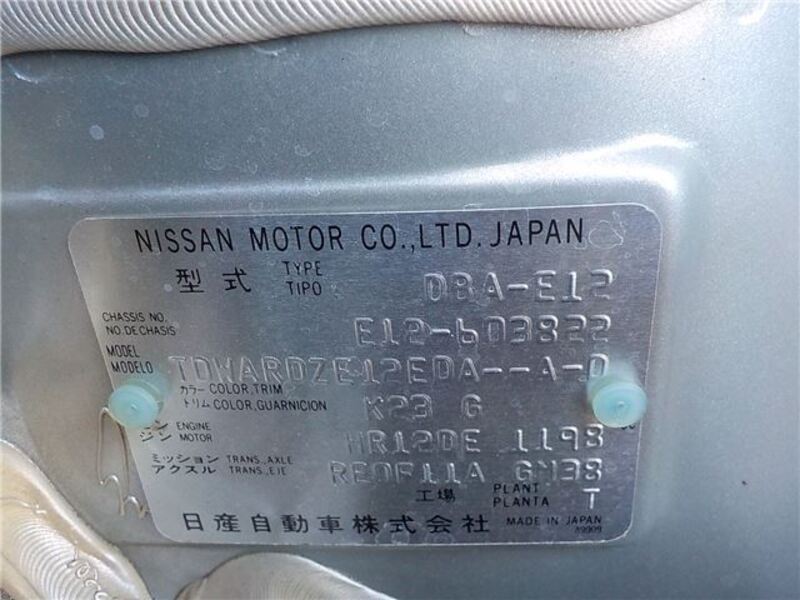 NISSAN MOTOR CO.,LTD. JAPAN
型式 TYPE TIPO DBA-E12
CHASSIS NO. NO. DE CHASIS E12-603822
MODEL MODELO TDWARDZE12EDA--A-D
カラー COLOR, TRIM トリム COLOR, GUARNICION K23 G
ジン ENGINE MOTOR HR12DE 1198
ミッション TRANS., AXLE アクスル TRANS., EJE RE0F11A GM38
工場 PLANT PLANTA T
日産自動車株式会社 MADE IN JAPAN